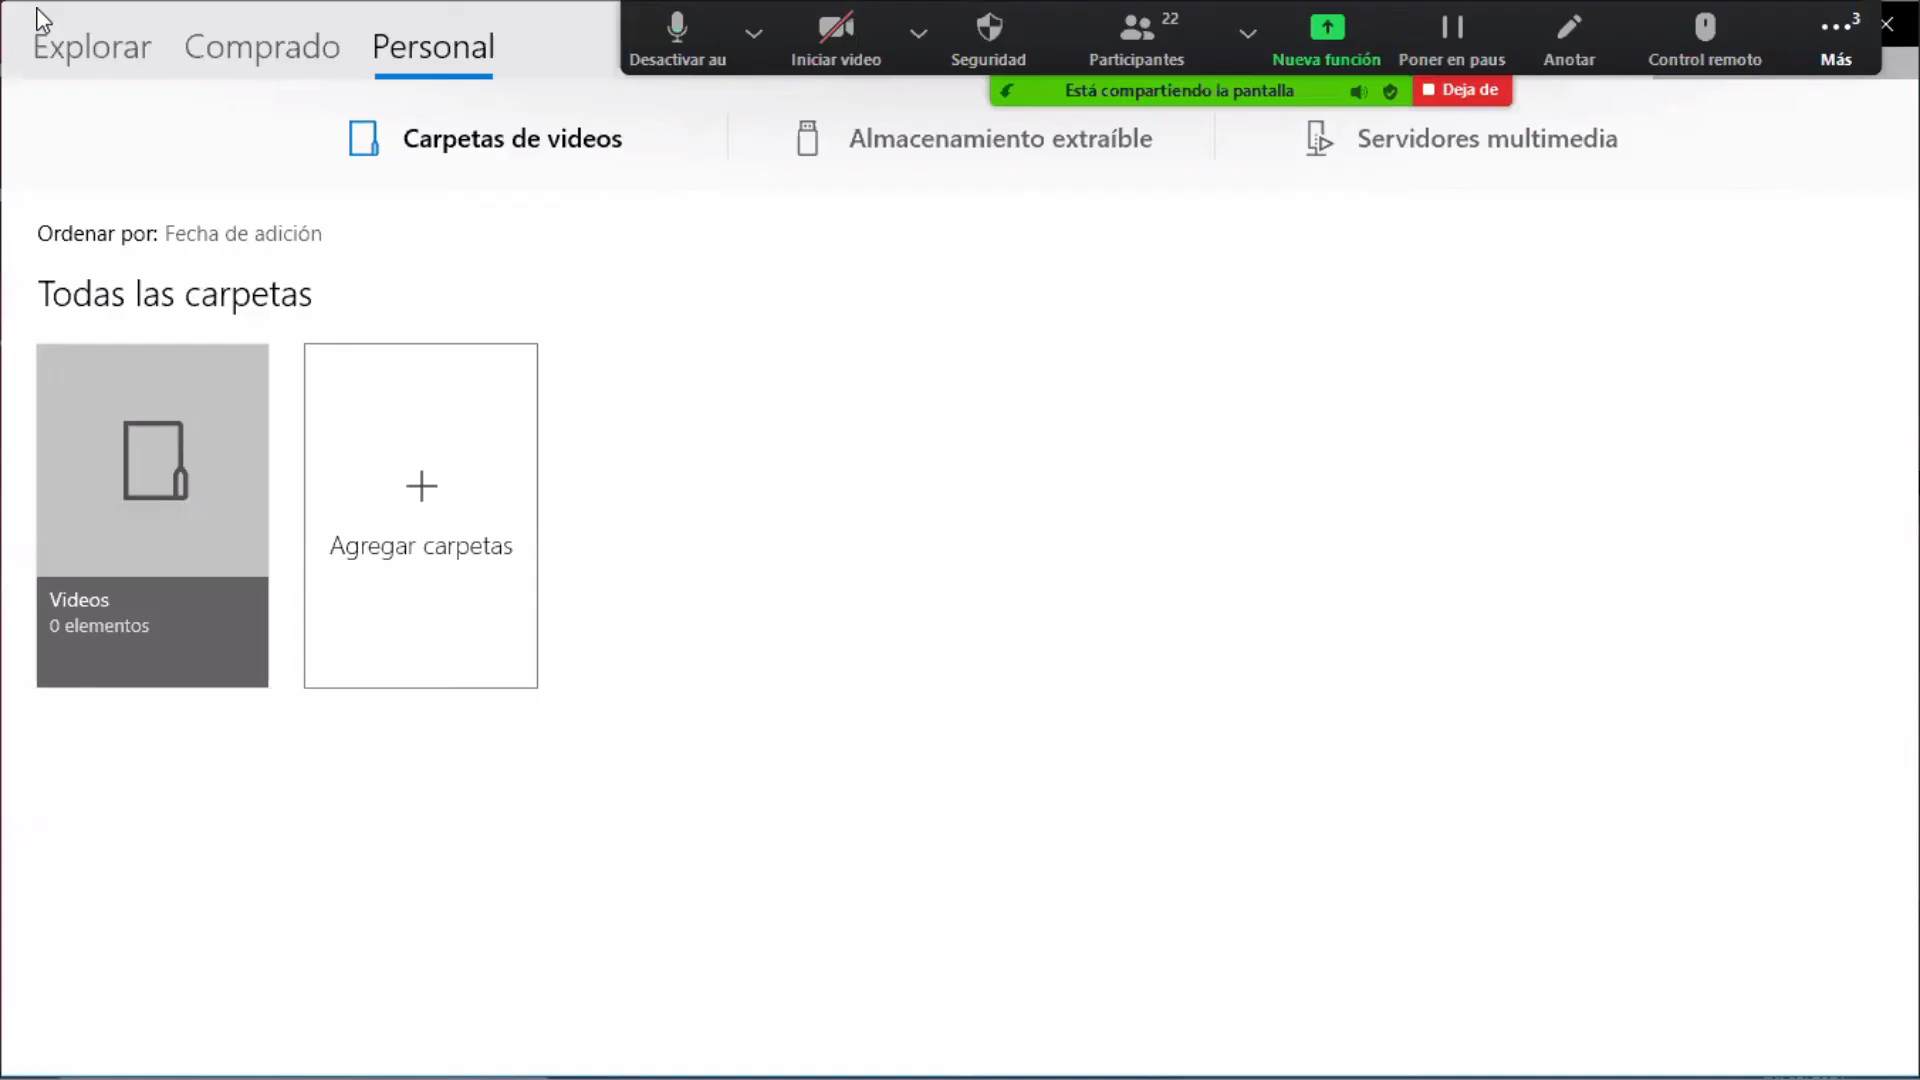 Explorar Comprado Personal
Desactivar au Iniciar video Seguridad Participantes 22 Nueva función Poner en paus Anotar Control remoto Más 3
Está compartiendo la pantalla Deja de
Carpetas de videos Almacenamiento extraíble Servidores multimedia
Ordenar por: Fecha de adición
Todas las carpetas
Agregar carpetas
Videos
0 elementos